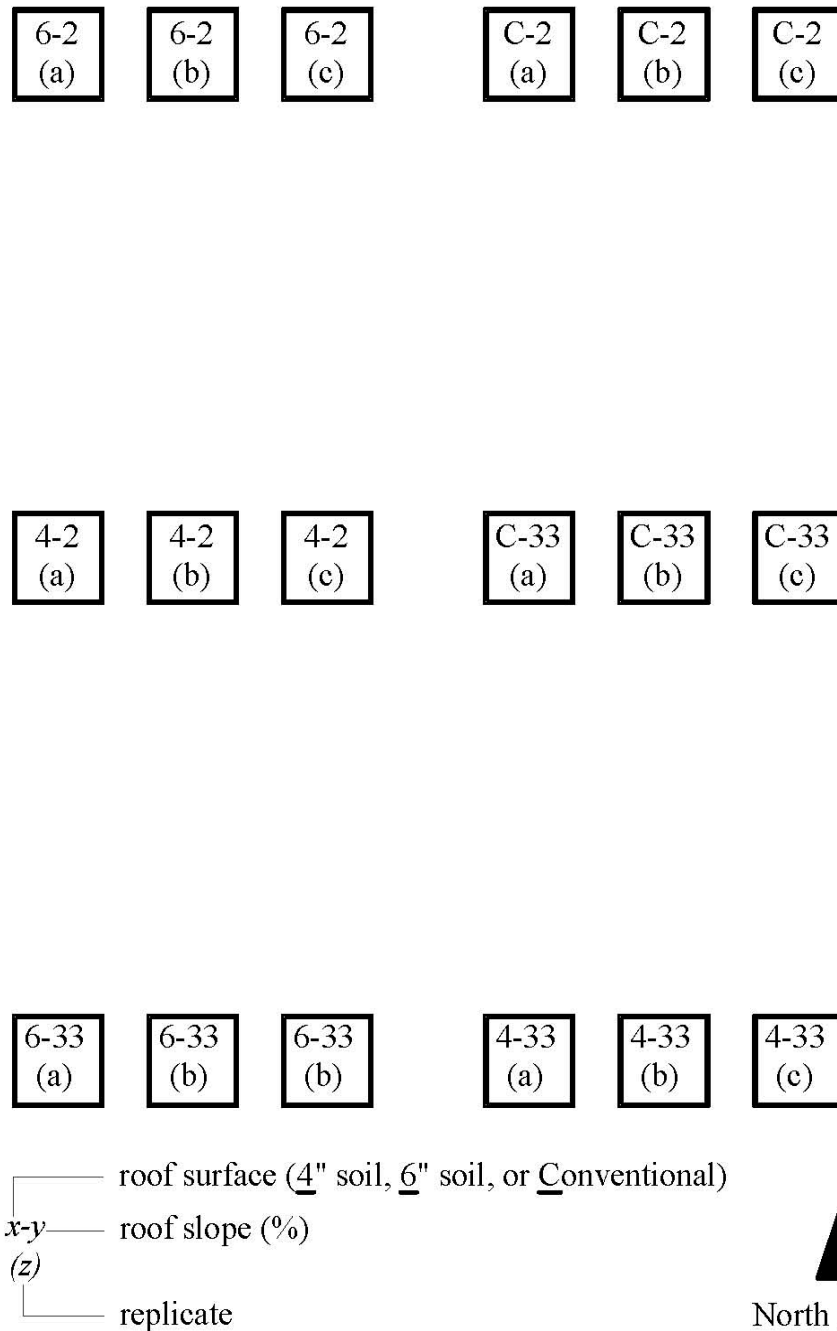 6-2 6-2 6-2 C-2 C-2 C-2
(a) (b) (c) (a) (b) (c)
4-2 4-2 4-2 C-33 C-33 C-33
(a) (b) (c) (a) (b) (c)
6-33 6-33 6-33 4-33 4-33 4-33
(a) (b) (b) (a) (b) (c)
roof surface (4" soil, 6" soil, or Conventional)
x-y roof slope (%)
(z)
replicate
North